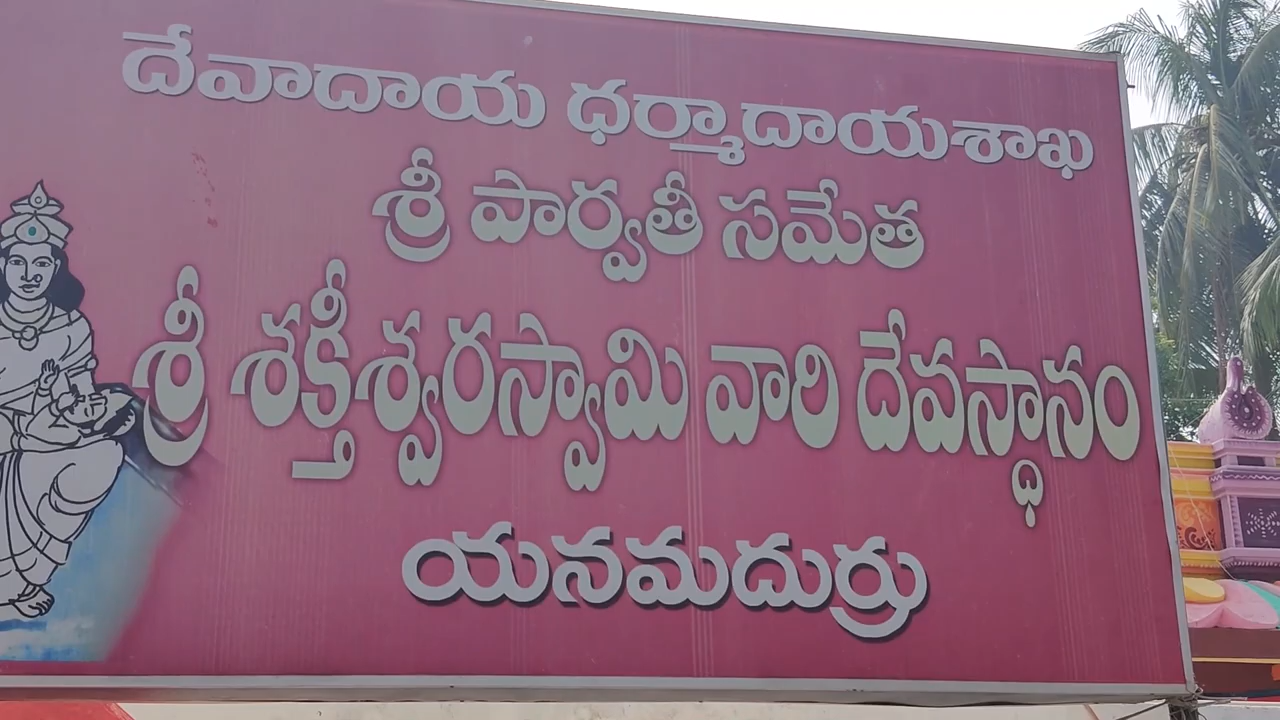 దేవాదాయ ధర్మాదాయశాఖ
శ్రీ పార్వతీ సమేత
శ్రీ శక్తీశ్వరస్వామి వారి దేవస్థానం
యనమదుర్రు